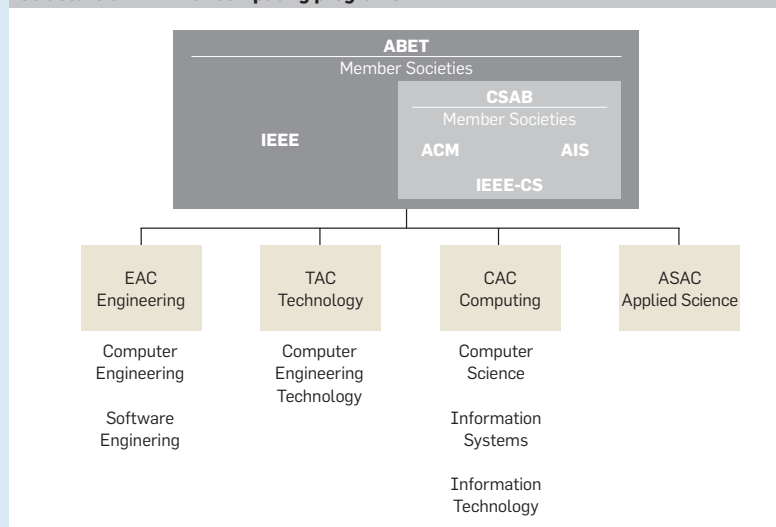 ABET
Member Societies
CSAB
Member Societies
IEEE
ACM AIS
IEEE-CS
EAC
Engineering
TAC
Technology
CAC
Computing
ASAC
Applied Science
Computer
Engineering
Software
Enginering
Computer
Engineering
Technology
Computer
Science
Information
Systems
Information
Technology